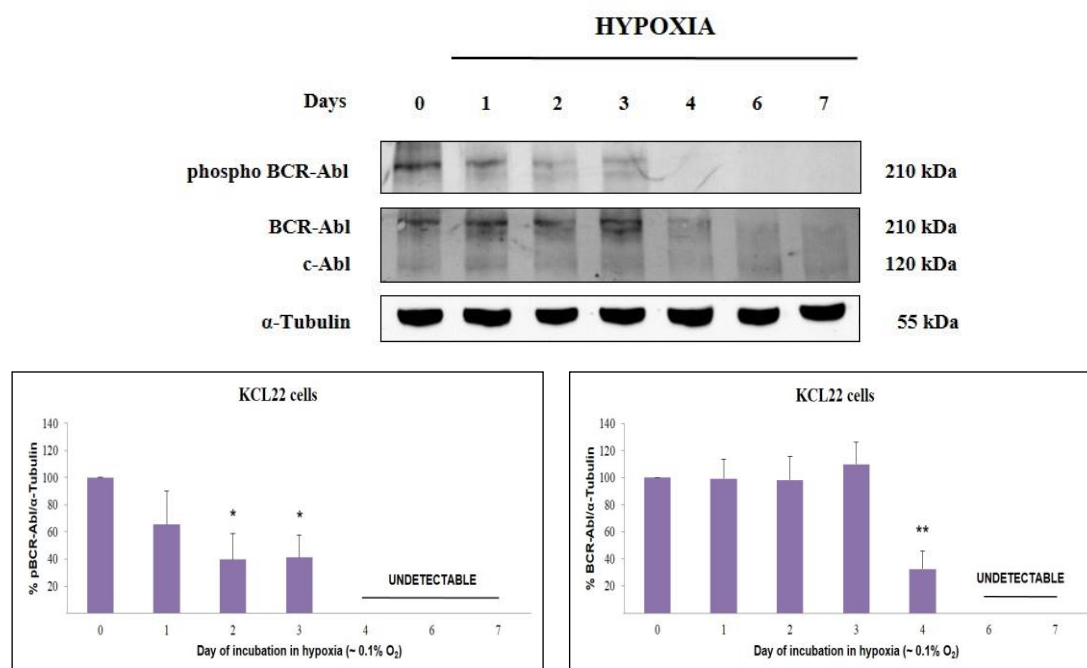 HYPOXIA
Days 0 1 2 3 4 6 7
phospho BCR-Abl 210 kDa
BCR-Abl 210 kDa
c-Abl 120 kDa
α-Tubulin 55 kDa
KCL22 cells
% pBCR-Abl/α-Tubulin
140
120
100
80
60
40
20
* *
UNDETECTABLE
0 1 2 3 4 6 7
Day of incubation in hypoxia (~ 0.1% O₂)
KCL22 cells
% BCR-Abl/α-Tubulin
140
120
100
80
60
40
20
**
UNDETECTABLE
0 1 2 3 4 6 7
Day of incubation in hypoxia (~ 0.1% O₂)